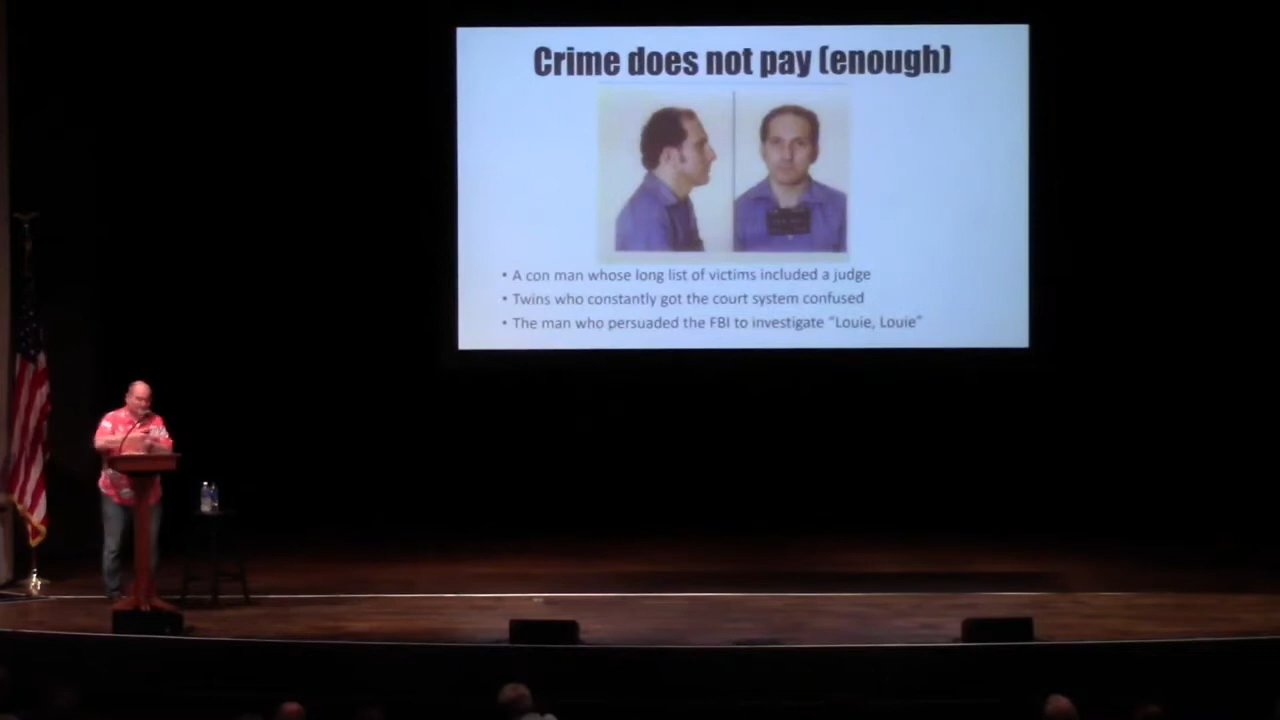 Crime does not pay (enough)
• A con man whose long list of victims included a judge
• Twins who constantly got the court system confused
• The man who persuaded the FBI to investigate “Louie, Louie”